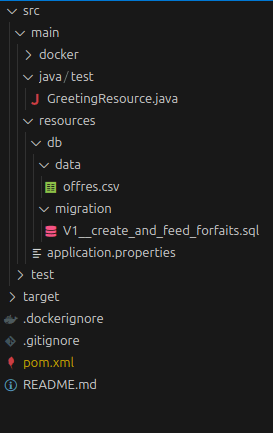 src
main
docker
java/test
GreetingResource.java
resources
db
data
offres.csv
migration
V1__create_and_feed_forfaits.sql
application.properties
test
target
.dockerignore
.gitignore
pom.xml
README.md